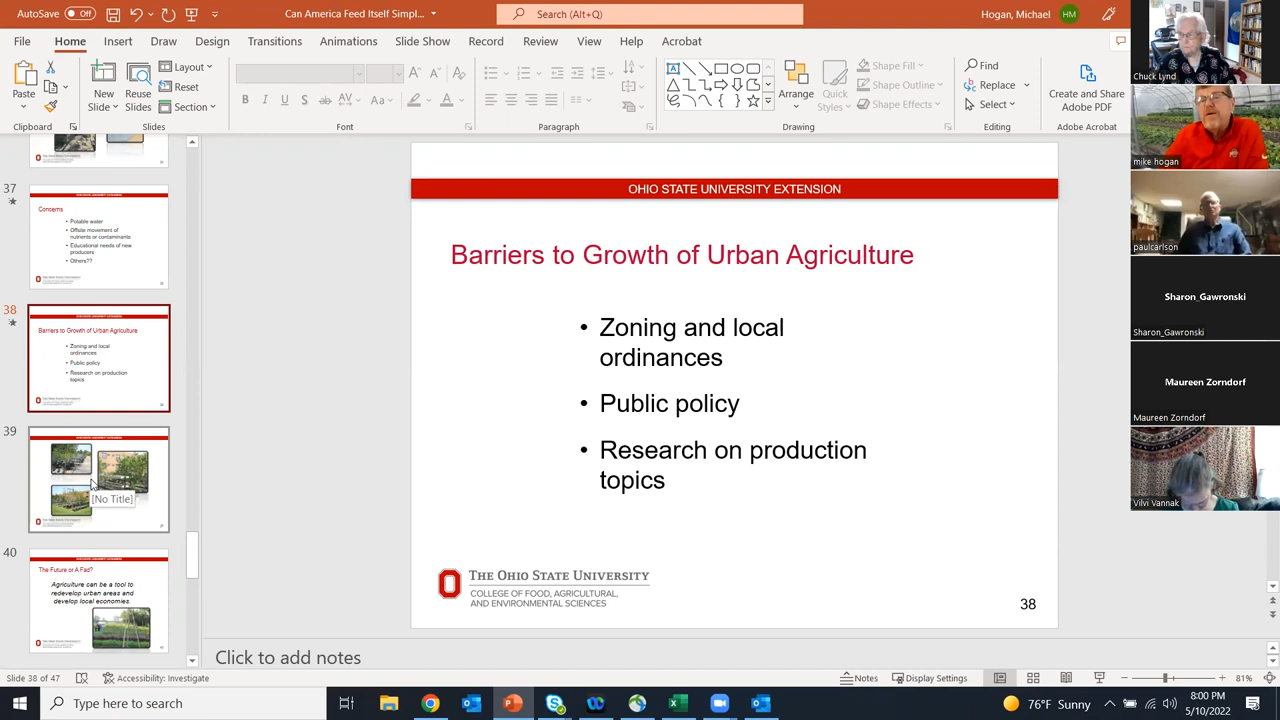 Can America Feed Itself.ppt
Hogan, Michael
HM
File Home Insert Draw Design Transitions Animations Slide Show Record Review View Help Acrobat
Paste
New Slide
Reuse Slides
Layout
Reset
Section
Shape Fill
Shape Outline
Shape Effects
Arrange
Quick Styles
Find
Replace
Select
Create and Share
Adobe PDF
Clipboard Slides Font Paragraph Drawing Editing Adobe Acrobat
37
Concerns
• Potable water
• Offsite movement of
nutrients or contaminants
• Educational needs of new
producers
• Others??
38
Barriers to Growth of Urban Agriculture
• Zoning and local
ordinances
• Public policy
• Research on production
topics
39
[No Title]
40
The Future or A Fad?
Agriculture can be a tool to
redevelop urban areas and
develop local economies.
OHIO STATE UNIVERSITY EXTENSION
Barriers to Growth of Urban Agriculture
• Zoning and local
ordinances
• Public policy
• Research on production
topics
THE OHIO STATE UNIVERSITY
COLLEGE OF FOOD, AGRICULTURAL,
AND ENVIRONMENTAL SCIENCES
38
Click to add notes
Chuck Lynd
mike hogan
paulcarlson
Sharon_Gawronski
Sharon_Gawronski
Maureen Zorndorf
Maureen Zorndorf
Vilvi Vannak
Slide 38 of 47
Accessibility: Investigate
Notes
Display Settings
81%
Type here to search
76°F Sunny
8:00 PM
5/10/2022